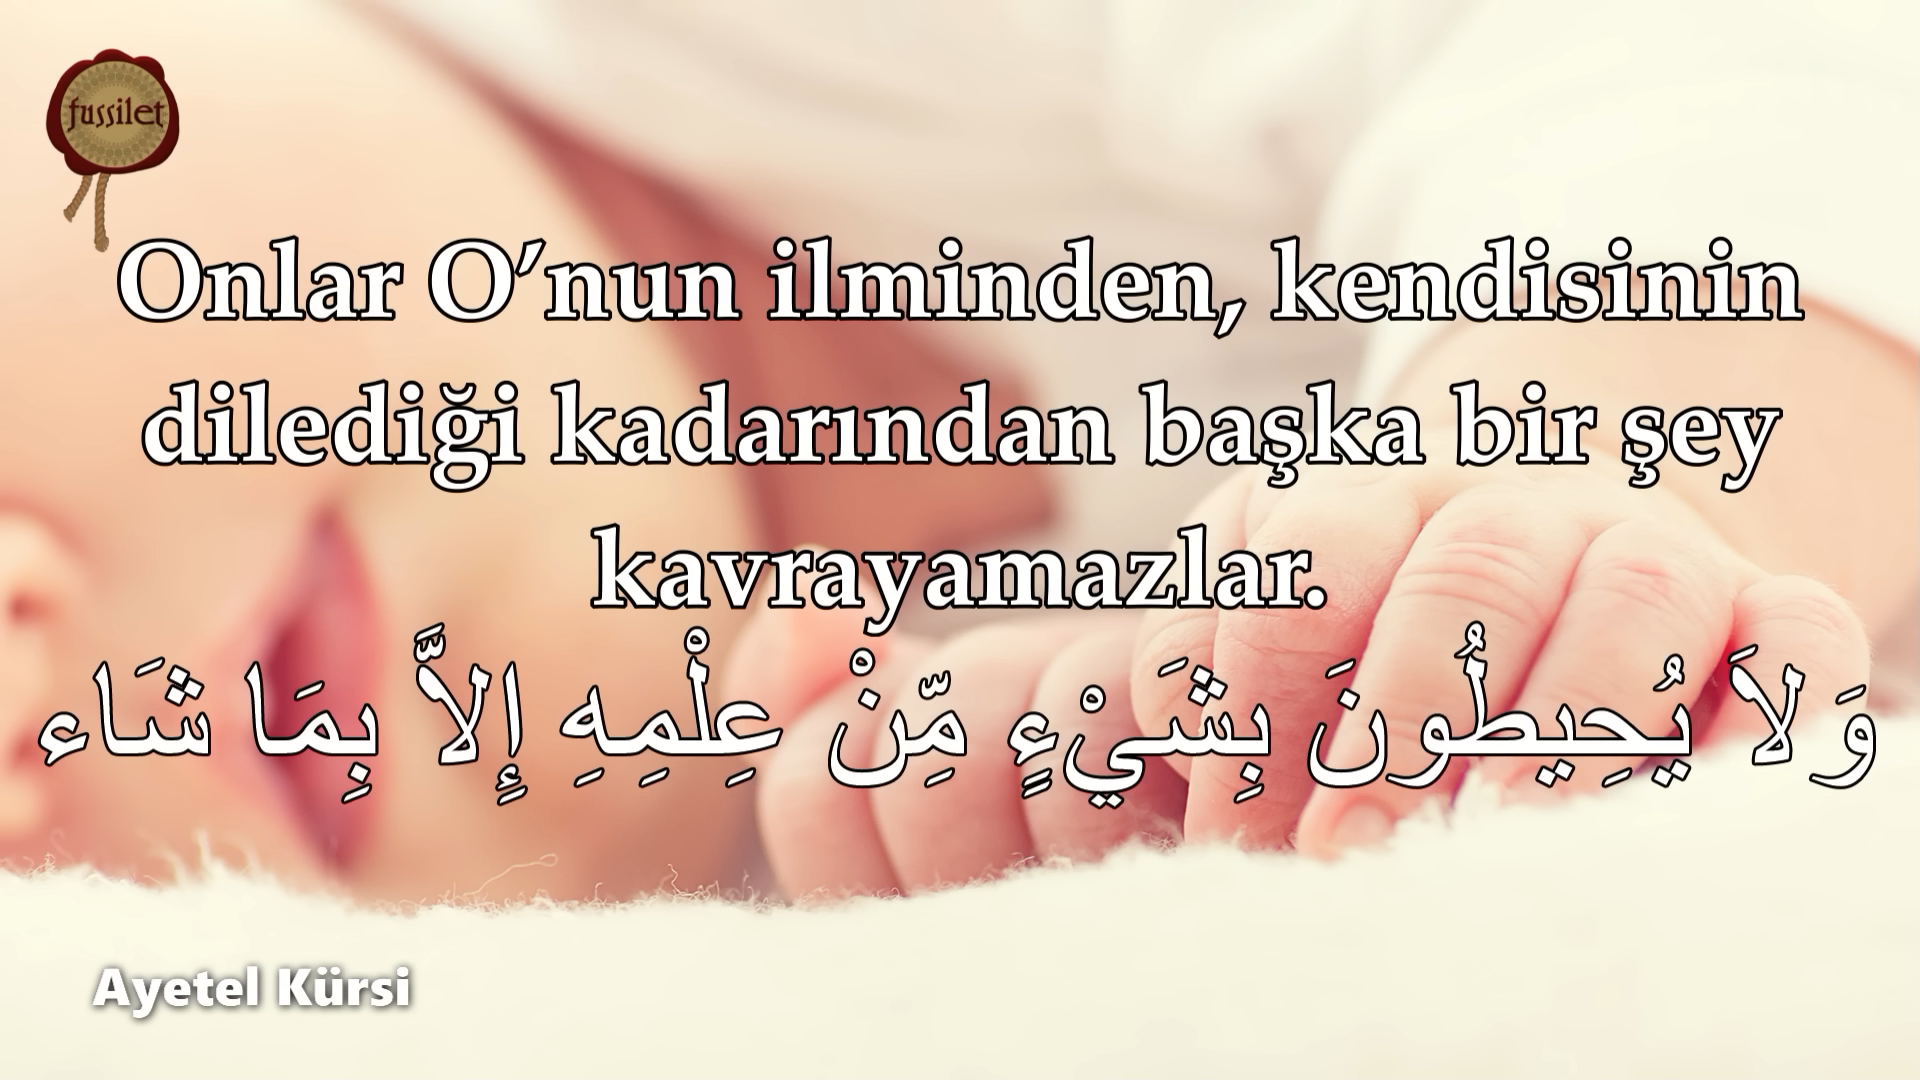 fussilet
Onlar O’nun ilminden, kendisinin
dilediği kadarından başka bir şey
kavrayamazlar.
وَلاَ يُحِيطُونَ بِشَيْءٍ مِّنْ عِلْمِهِ إِلاَّ بِمَا شَاء
Ayetel Kürsi